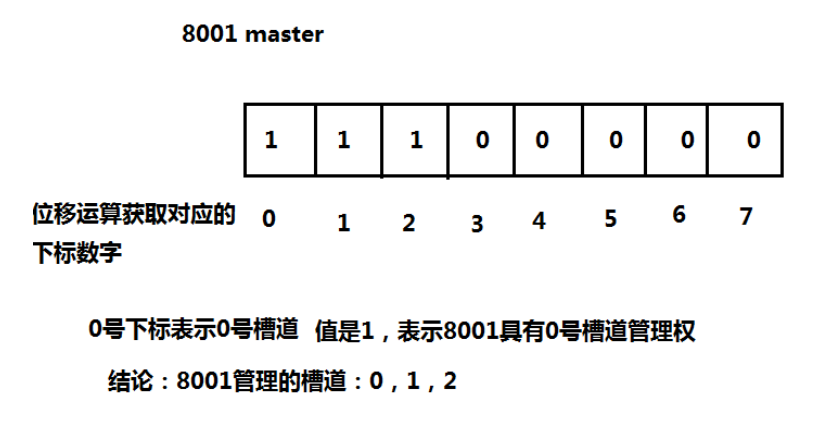 8001 master
1 1 1 0 0 0 0 0
位移运算获取对应的 0 1 2 3 4 5 6 7
下标数字
0号下标表示0号槽道 值是1，表示8001具有0号槽道管理权
结论：8001管理的槽道：0，1，2